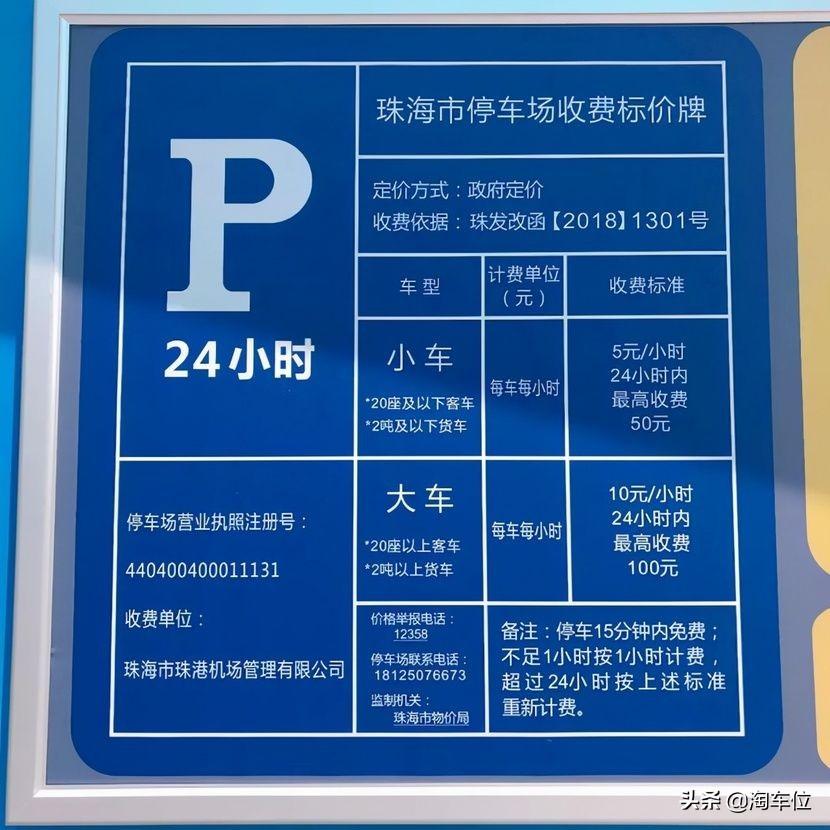 珠海市停车场收费标价牌
定价方式：政府定价
收费依据：珠发改函【2018】1301号
P
24小时
车型
计费单位
（元）
收费标准
小车
*20座及以下客车
*2吨及以下货车
每车每小时
5元/小时
24小时内
最高收费
50元
大车
*20座以上客车
*2吨以上货车
每车每小时
10元/小时
24小时内
最高收费
100元
停车场营业执照注册号：
440400400011131
收费单位：
珠海市珠港机场管理有限公司
价格举报电话：
12358
停车场联系电话：
18125076673
监制机关：
珠海市物价局
备注：停车15分钟内免费；
不足1小时按1小时计费，
超过24小时按上述标准
重新计费。
头条 @淘车位